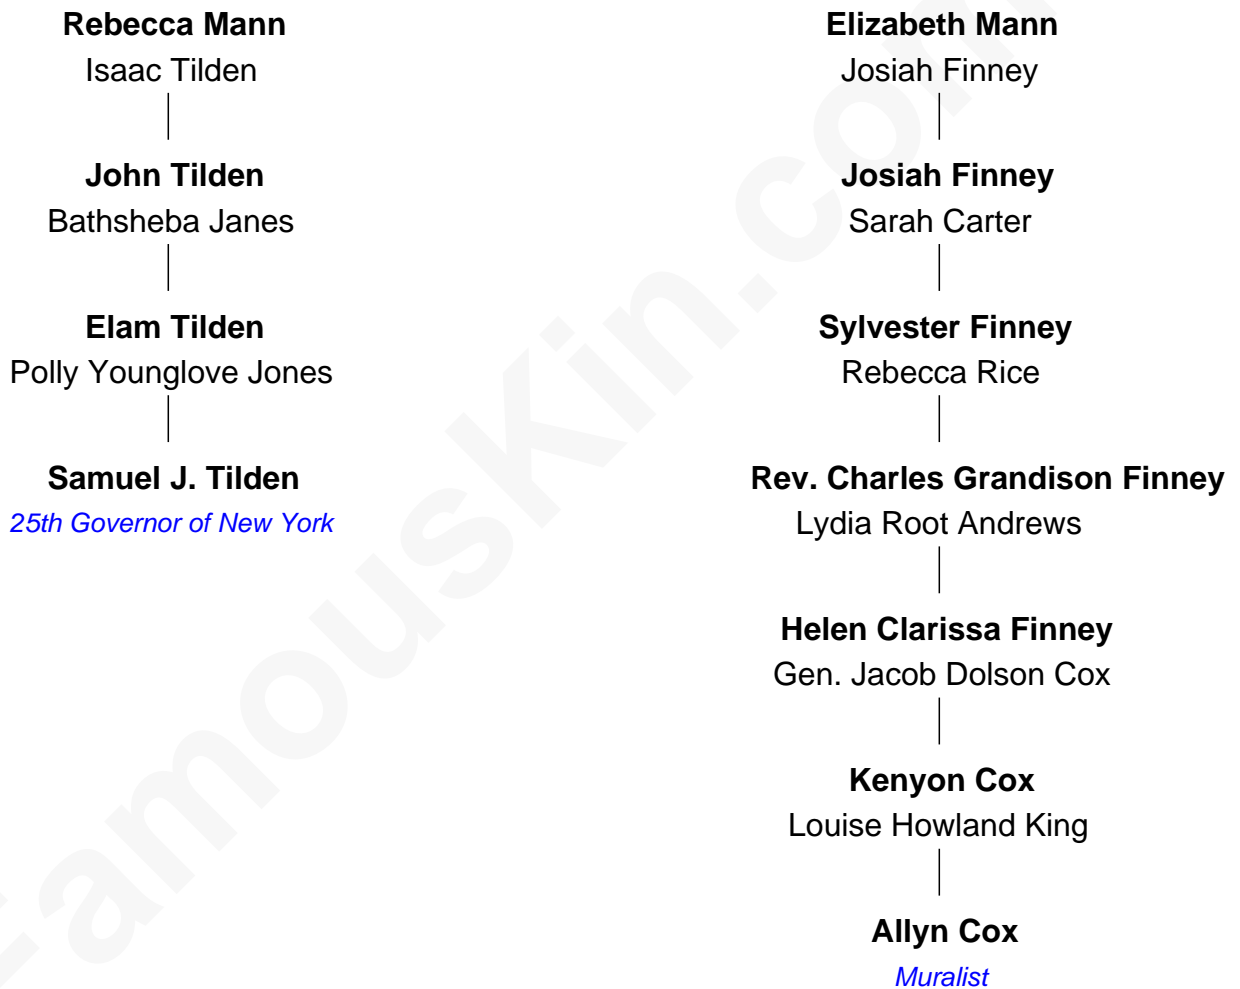 Rebecca Mann
Isaac Tilden
John Tilden
Bathsheba Janes
Elam Tilden
Polly Younglove Jones
Samuel J. Tilden
25th Governor of New York
Elizabeth Mann
Josiah Finney
Josiah Finney
Sarah Carter
Sylvester Finney
Rebecca Rice
Rev. Charles Grandison Finney
Lydia Root Andrews
Helen Clarissa Finney
Gen. Jacob Dolson Cox
Kenyon Cox
Louise Howland King
Allyn Cox
Muralist
FamousKin.com